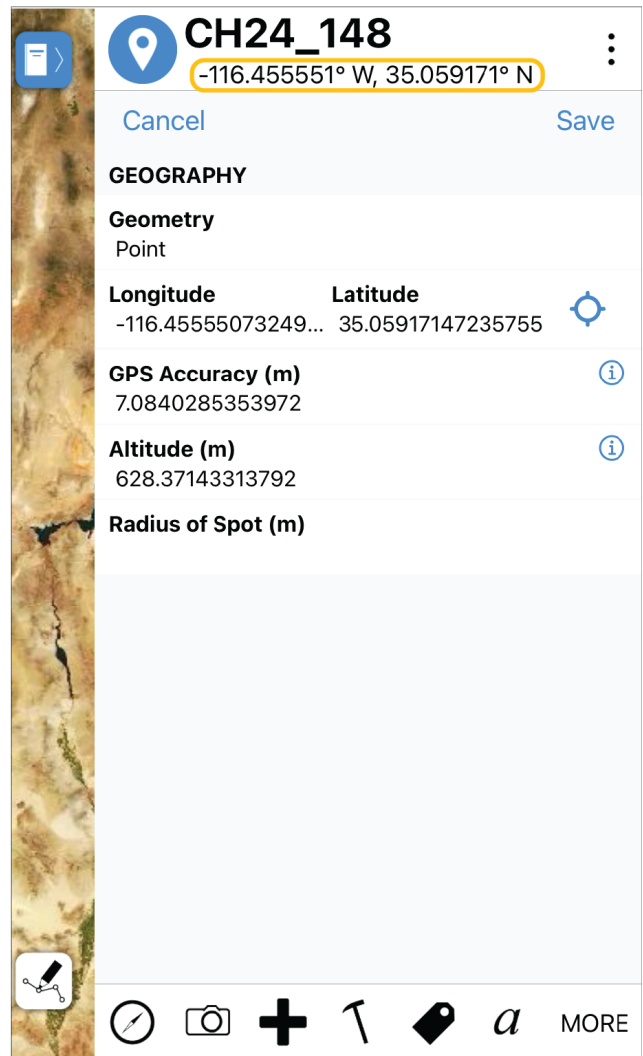 CH24_148
-116.455551° W, 35.059171° N
Cancel Save
GEOGRAPHY
Geometry
Point
Longitude Latitude
-116.45555073249... 35.05917147235755
GPS Accuracy (m)
7.0840285353972
Altitude (m)
628.37143313792
Radius of Spot (m)
a MORE